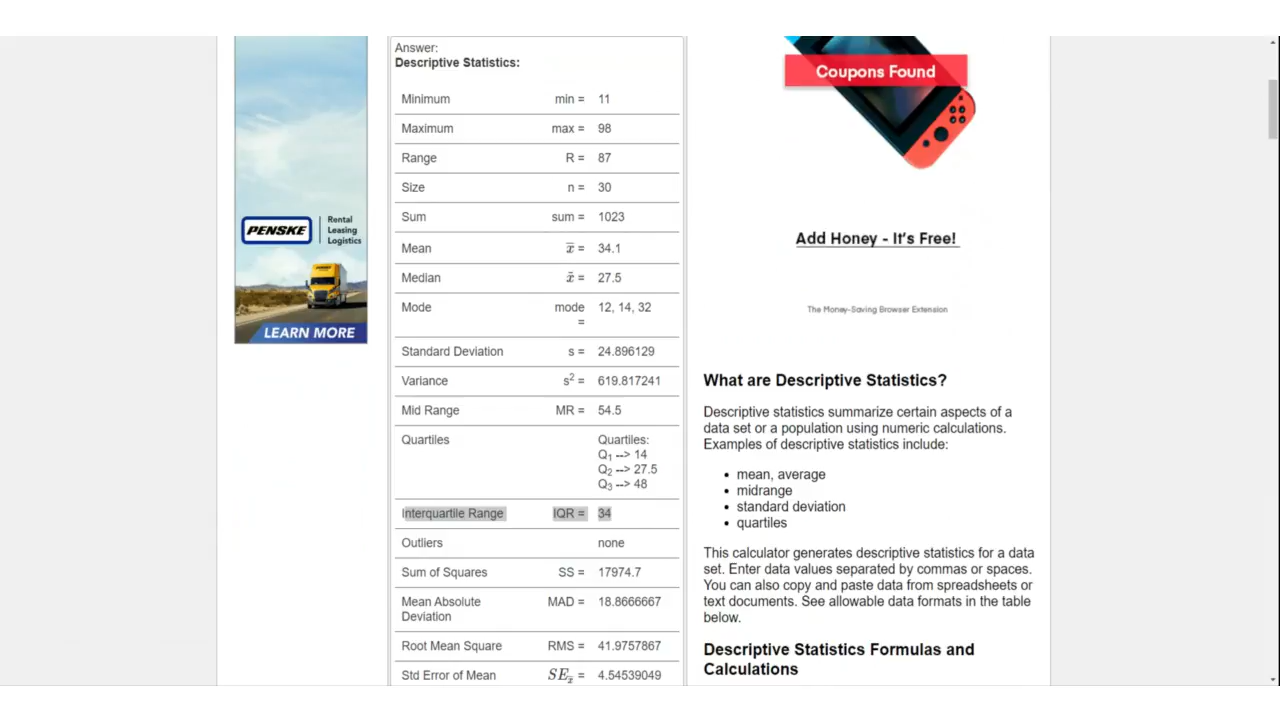 PENSKE
Rental
Leasing
Logistics
LEARN MORE
Answer:
Descriptive Statistics:
Minimum min = 11
Maximum max = 98
Range R = 87
Size n = 30
Sum sum = 1023
Mean x̅ = 34.1
Median x̃ = 27.5
Mode mode = 12, 14, 32
Standard Deviation s = 24.896129
Variance s² = 619.817241
Mid Range MR = 54.5
Quartiles Quartiles:
Q₁ --> 14
Q₂ --> 27.5
Q₃ --> 48
Interquartile Range IQR = 34
Outliers none
Sum of Squares SS = 17974.7
Mean Absolute
Deviation MAD = 18.8666667
Root Mean Square RMS = 41.9757867
Std Error of Mean SEx̅ = 4.54539049
Coupons Found
Add Honey - It's Free!
The Money-Saving Browser Extension
What are Descriptive Statistics?
Descriptive statistics summarize certain aspects of a
data set or a population using numeric calculations.
Examples of descriptive statistics include:
• mean, average
• midrange
• standard deviation
• quartiles
This calculator generates descriptive statistics for a data
set. Enter data values separated by commas or spaces.
You can also copy and paste data from spreadsheets or
text documents. See allowable data formats in the table
below.
Descriptive Statistics Formulas and
Calculations